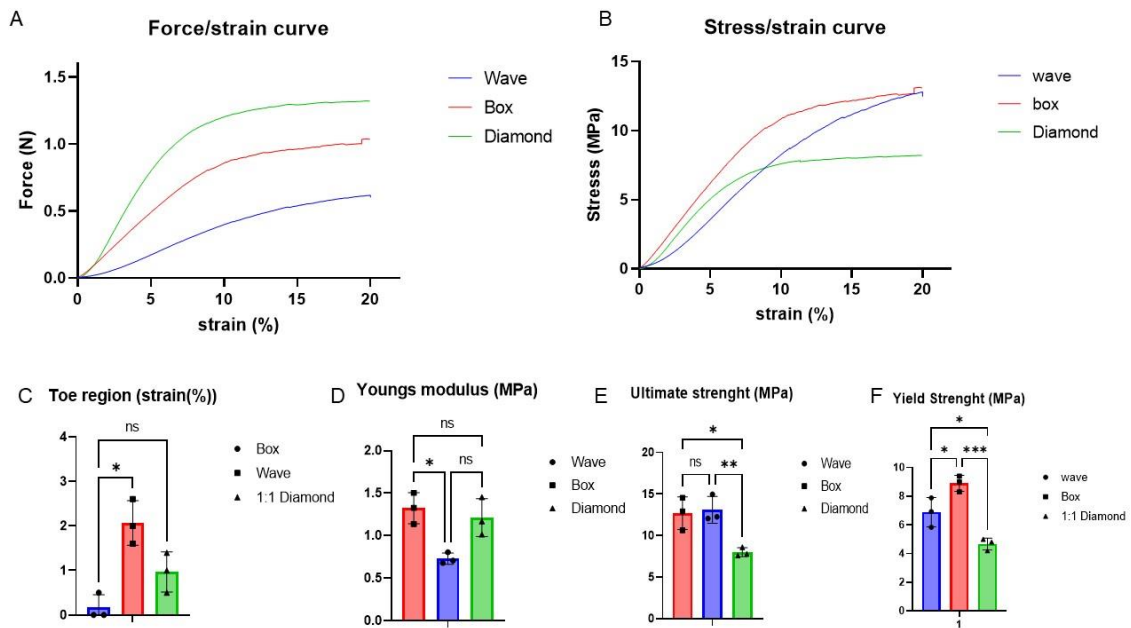 A
Force/strain curve
Force (N)
1.5
1.0
0.5
0.0
0 5 10 15 20
strain (%)
Wave
Box
Diamond
B
Stress/strain curve
Stresss (MPa)
15
10
5
0
0 5 10 15 20
strain (%)
wave
box
Diamond
C Toe region (strain(%))
4
3
2
1
0
ns
*
Box
Wave
1:1 Diamond
D Youngs modulus (MPa)
2.0
1.5
1.0
0.5
0.0
ns
* ns
Wave
Box
Diamond
E Ultimate strenght (MPa)
20
15
10
5
0
*
ns **
Wave
Box
Diamond
F Yield Strenght (MPa)
10
8
6
4
2
0
*
* ***
1
wave
Box
1:1 Diamond